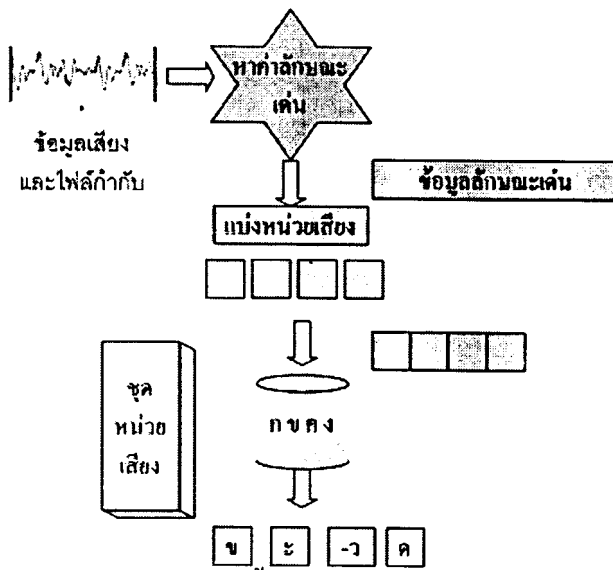 หาค่าลักษณะ
เด่น
ข้อมูลเสียง
และไฟล์กำกับ
ข้อมูลลักษณะเด่น
แบ่งหน่วยเสียง
ชุด
หน่วย
เสียง
ก ข ค ง
ข ะ -ว ค